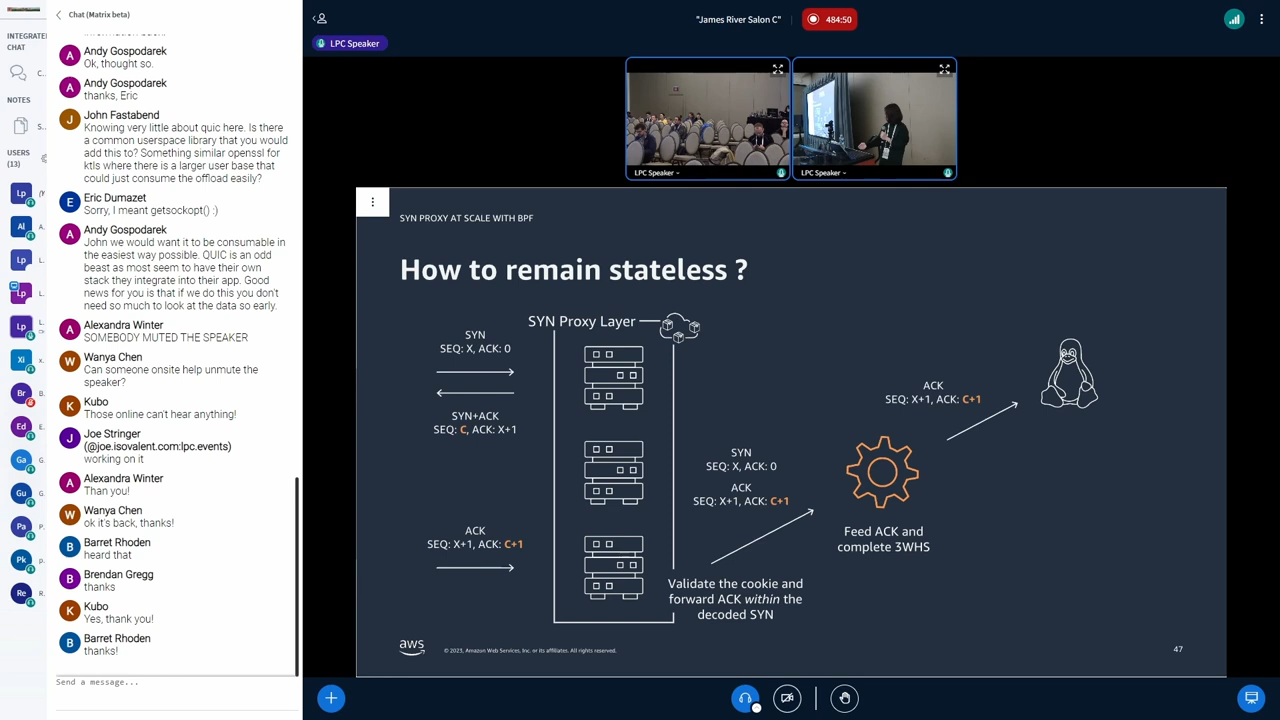 Chat (Matrix beta)
INTEGRATE
CHAT
NOTES
S...
USERS
(13)
Andy Gospodarek
Ok, thought so.
Andy Gospodarek
thanks, Eric
John Fastabend
Knowing very little about quic here. Is there
a common userspace library that you would
add this to? Something similar openssl for
ktls where there is a larger user base that
could just consume the offload easily?
Eric Dumazet
Sorry, I meant getsockopt() :)
Andy Gospodarek
John we would want it to be consumable in
the easiest way possible. QUIC is an odd
beast as most seem to have their own
stack they integrate into their app. Good
news for you is that if we do this you don't
need so much to look at the data so early.
Alexandra Winter
SOMEBODY MUTED THE SPEAKER
Wanya Chen
Can someone onsite help unmute the
speaker?
Kubo
Those online can't hear anything!
Joe Stringer
(@joe.isovalent.com:lpc.events)
working on it
Alexandra Winter
Than you!
Wanya Chen
ok it's back, thanks!
Barret Rhoden
heard that
Brendan Gregg
thanks
Kubo
Yes, thank you!
Barret Rhoden
thanks!
Send a message...
"James River Salon C"
484:50
LPC Speaker
LPC Speaker
LPC Speaker
SYN PROXY AT SCALE WITH BPF
How to remain stateless ?
SYN Proxy Layer
SYN
SEQ: X, ACK: 0
SYN+ACK
SEQ: C, ACK: X+1
ACK
SEQ: X+1, ACK: C+1
SYN
SEQ: X, ACK: 0
ACK
SEQ: X+1, ACK: C+1
Validate the cookie and
forward ACK within the
decoded SYN
Feed ACK and
complete 3WHS
ACK
SEQ: X+1, ACK: C+1
aws
© 2023, Amazon Web Services, Inc. or its affiliates. All rights reserved.
47